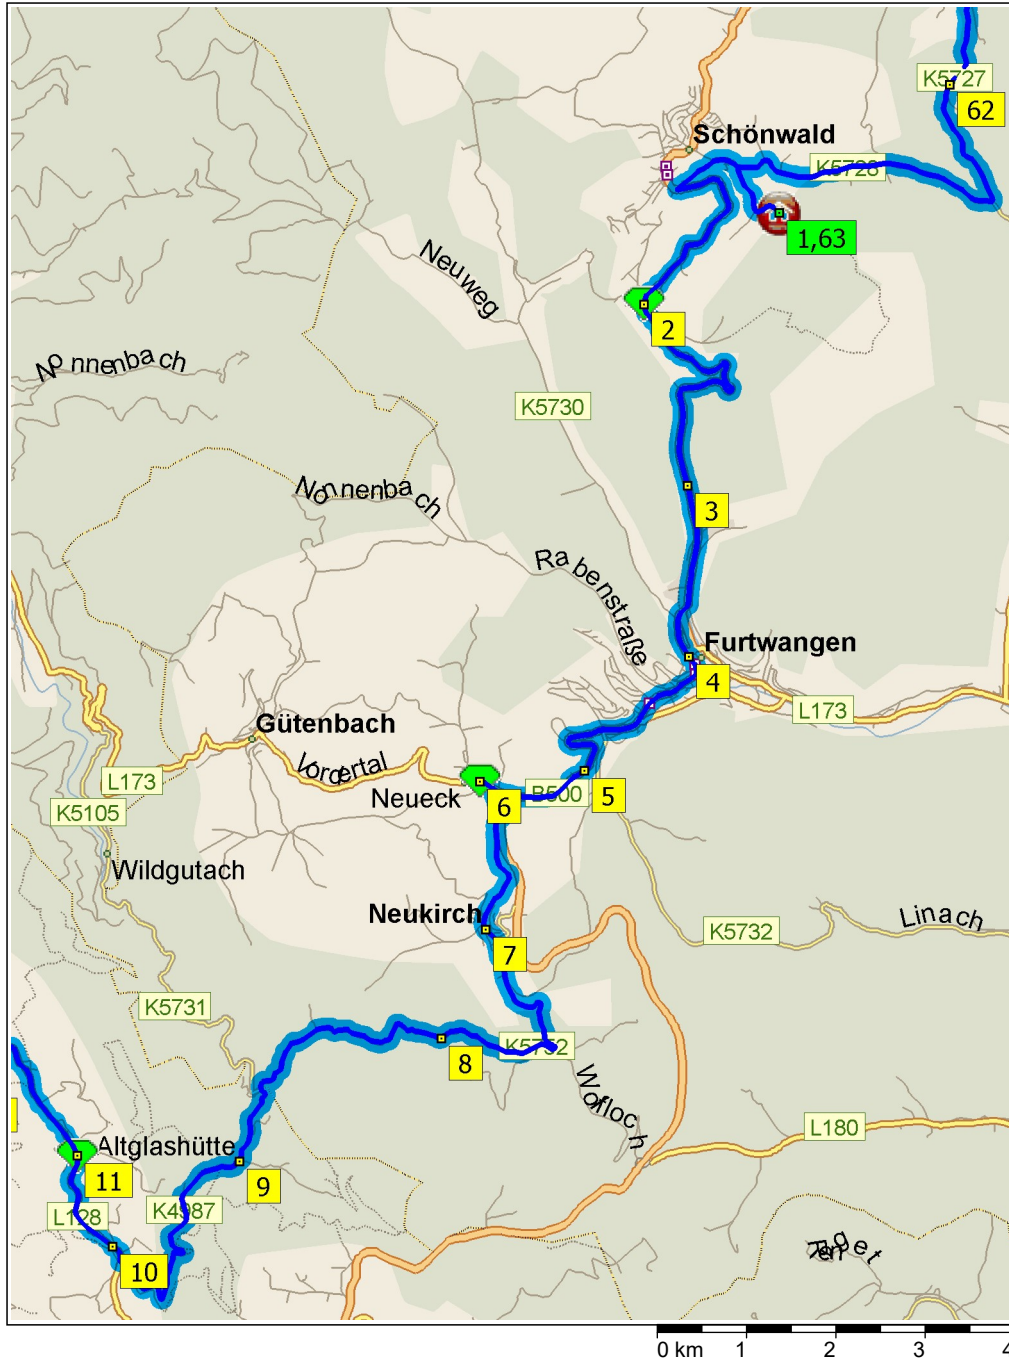 K5727
62
Schönwald
K5728
1,63
Neuweg
2
Nonnenbach
K5730
3
Nonnenbach
Rabenstraße
Furtwangen
4
L173
Gütenbach
Vordertal
L173
Neueck
B500
5
6
K5105
Wildgutach
Neukirch
Linach
K5732
7
K5731
K5752
8
Wolfloch
L180
Altglashütte
11
9
L128
K4987
10
0 km 1 2 3 4